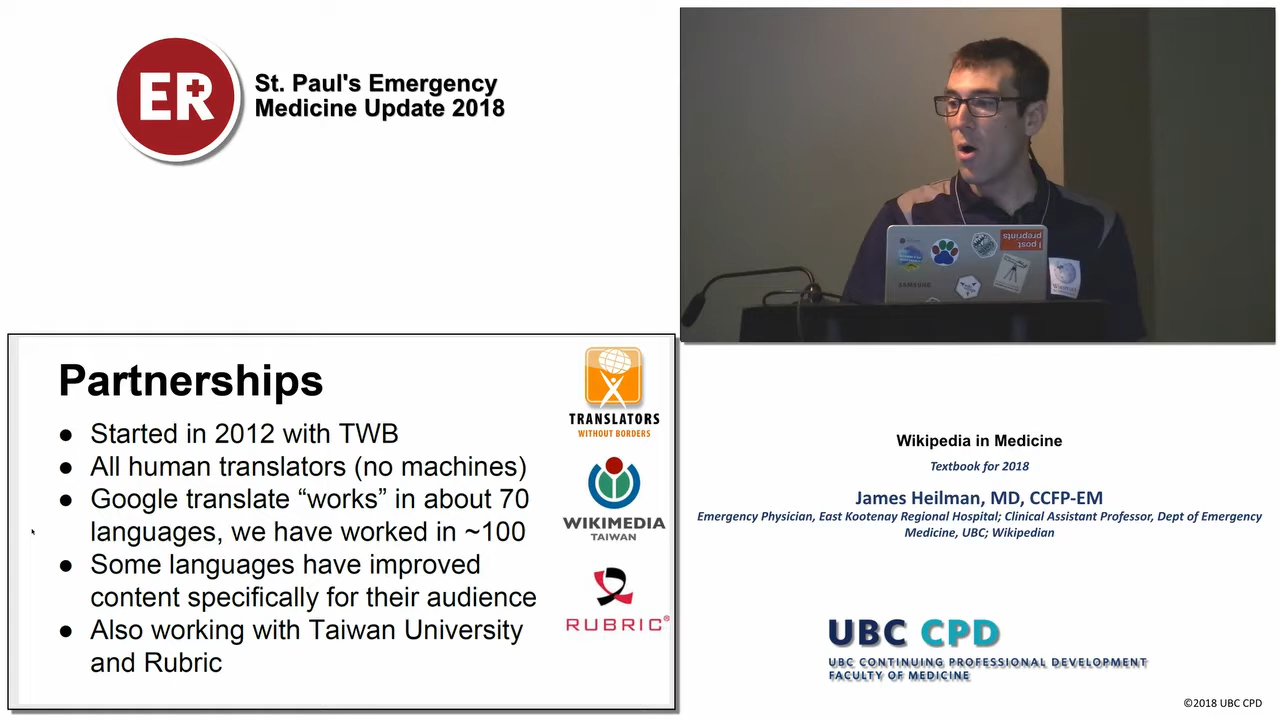 ER
St. Paul's Emergency
Medicine Update 2018
I post
preprints
SAMSUNG
Partnerships
● Started in 2012 with TWB
● All human translators (no machines)
● Google translate “works” in about 70
languages, we have worked in ~100
● Some languages have improved
content specifically for their audience
● Also working with Taiwan University
and Rubric
TRANSLATORS
WITHOUT BORDERS
WIKIMEDIA
TAIWAN
RUBRIC®
Wikipedia in Medicine
Textbook for 2018
James Heilman, MD, CCFP-EM
Emergency Physician, East Kootenay Regional Hospital; Clinical Assistant Professor, Dept of Emergency
Medicine, UBC; Wikipedian
UBC CPD
UBC CONTINUING PROFESSIONAL DEVELOPMENT
FACULTY OF MEDICINE
©2018 UBC CPD